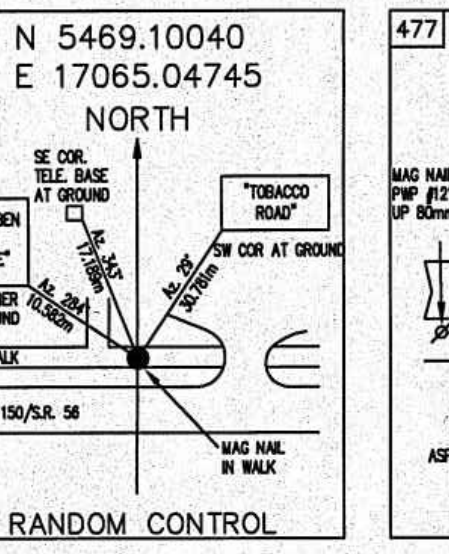 N 5469.10040
E 17065.04745
NORTH
SE COR.
TELE. BASE
AT GROUND
"TOBACCO
ROAD"
SW COR AT GROUND
Az. 343°
17.189m
Az. 29°
30.781m
Az. 284°
10.582m
150/S.R. 56
MAG NAIL
IN WALK
RANDOM CONTROL
477
MAG NAIL
UP 80mm